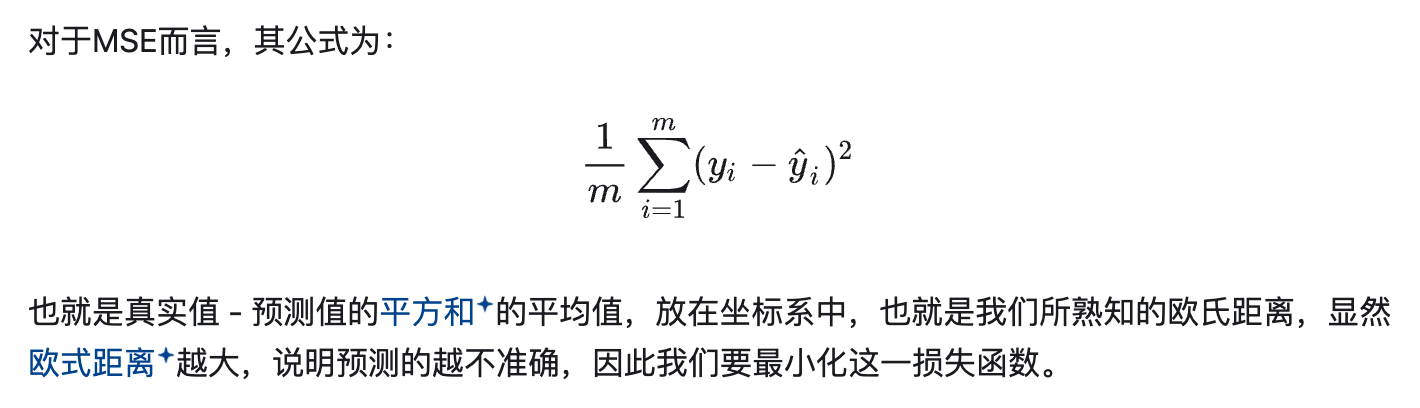 对于MSE而言，其公式为：
$$\frac{1}{m}\sum_{i=1}^{m}(y_i-\hat{y}_i)^2$$
也就是真实值 - 预测值的平方和的平均值，放在坐标系中，也就是我们所熟知的欧氏距离，显然
欧式距离越大，说明预测的越不准确，因此我们要最小化这一损失函数。